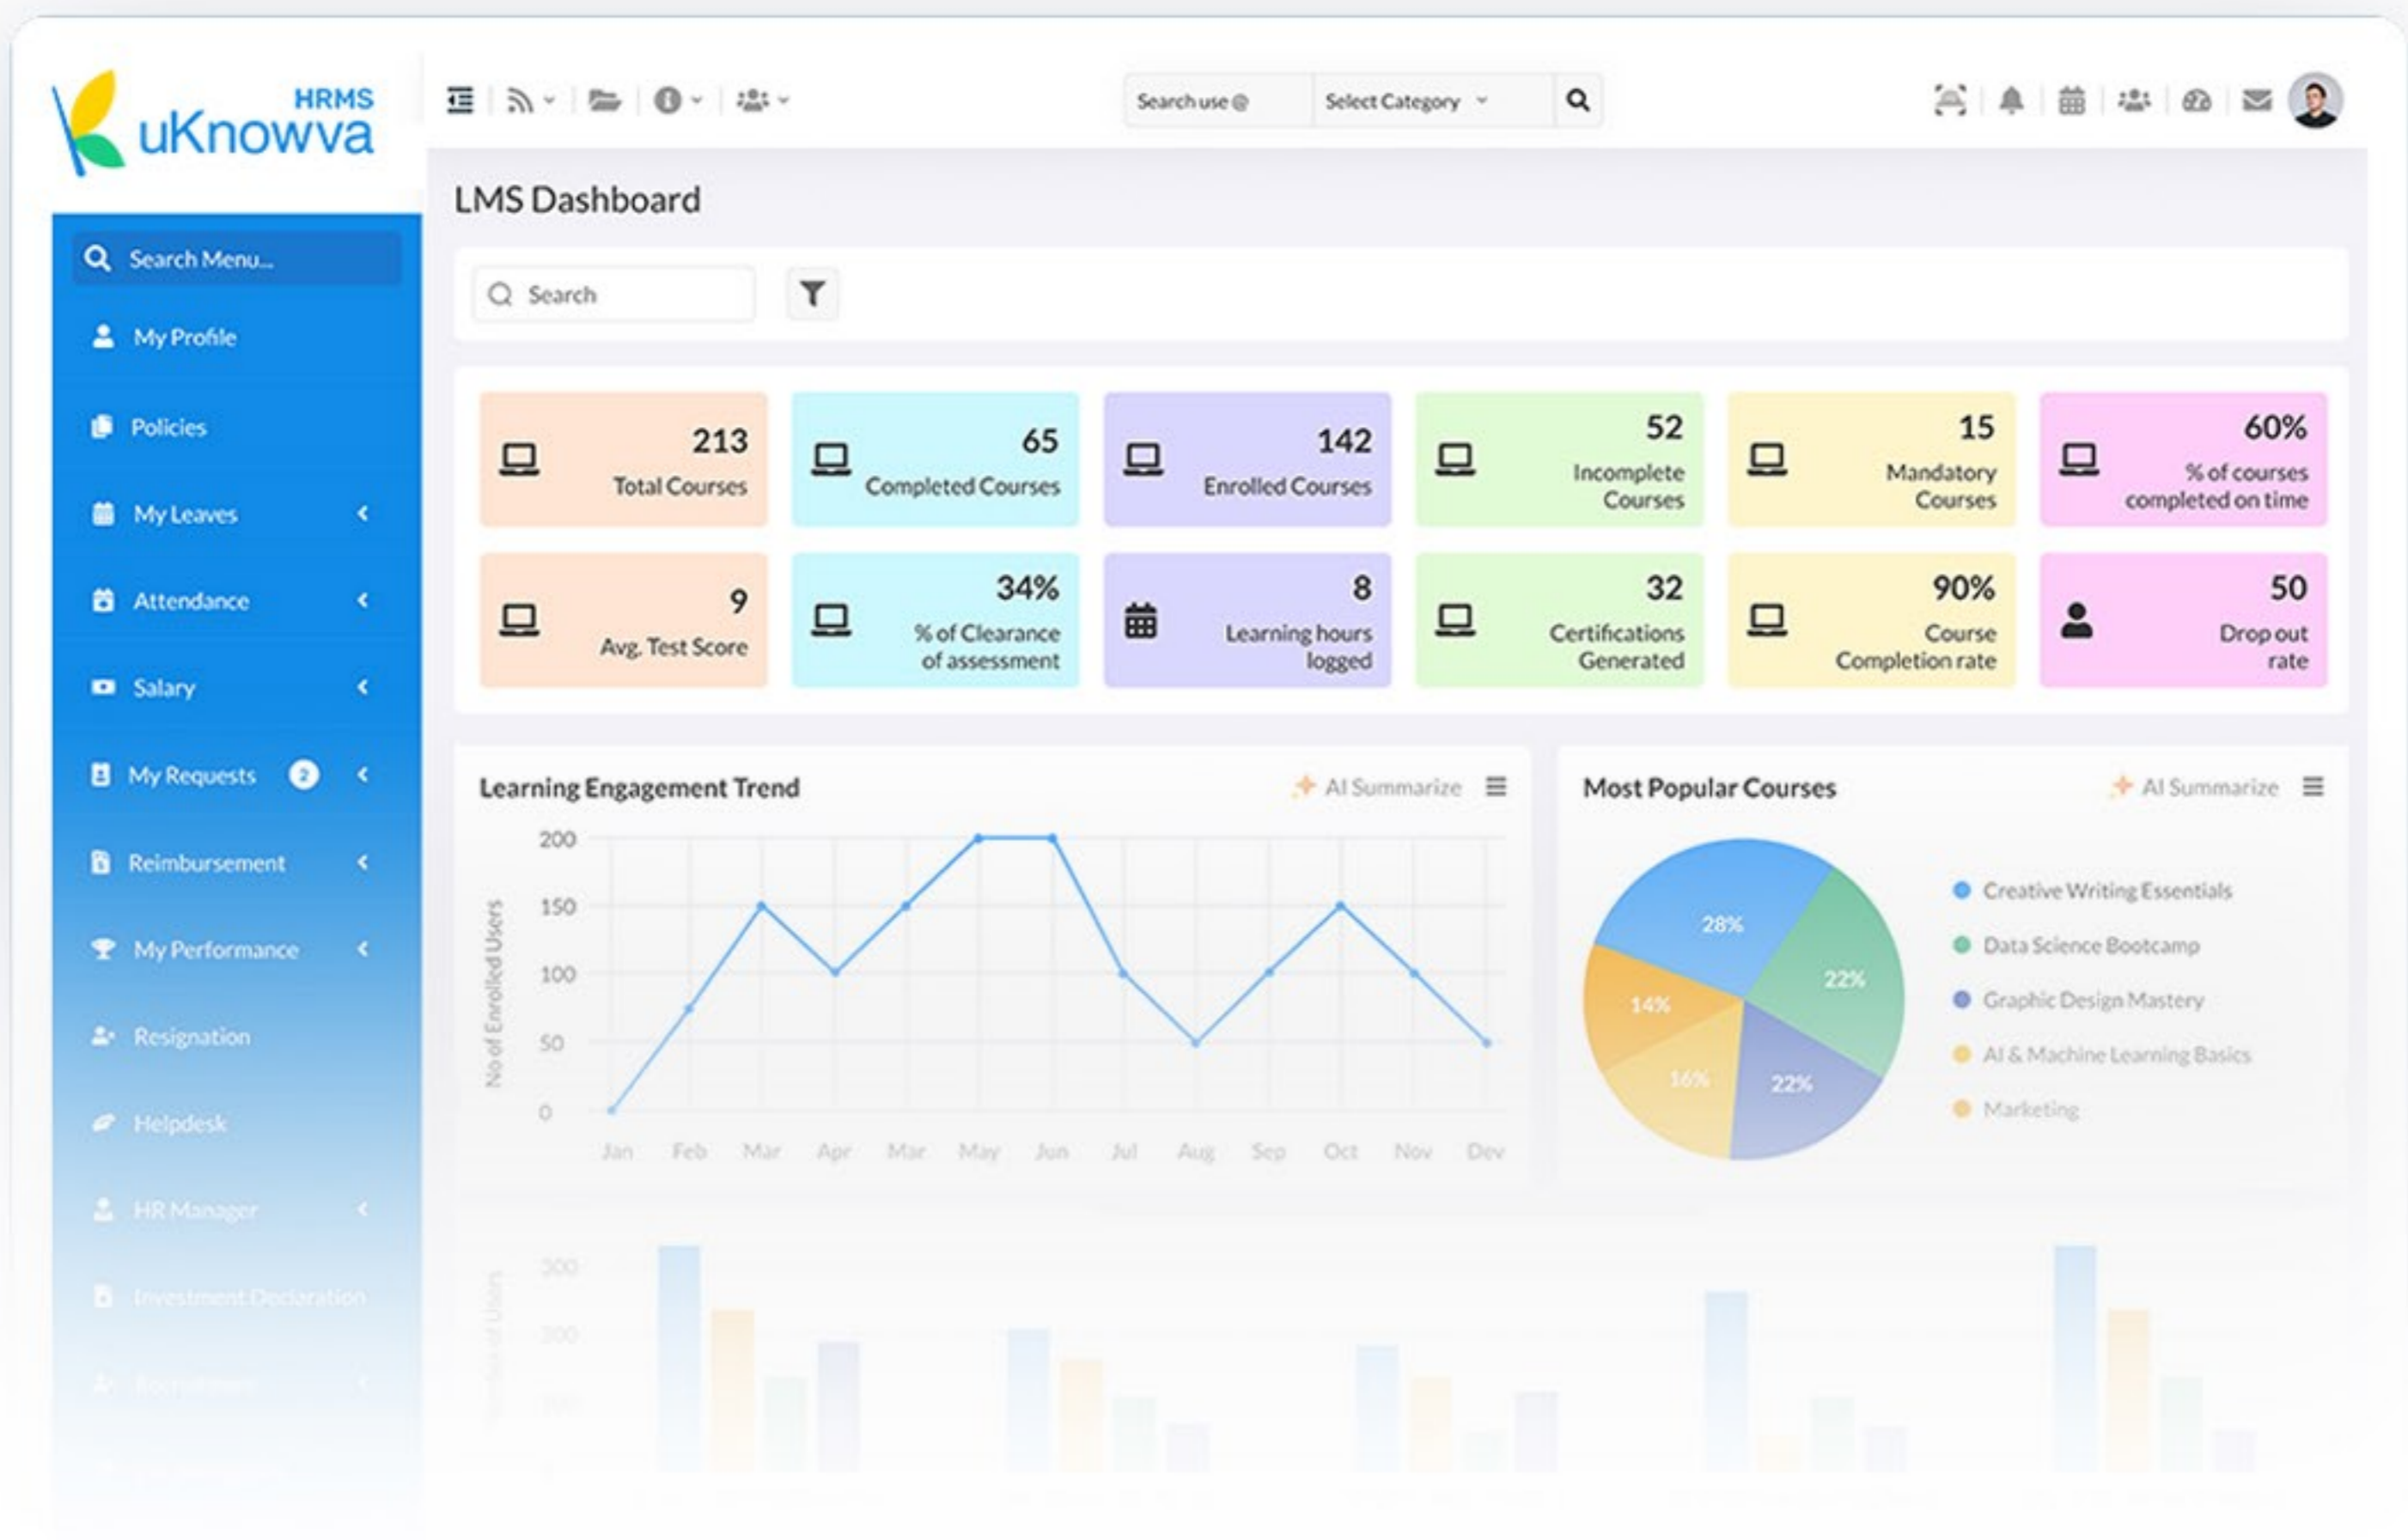 HRMS
uKnowva
Search use @
Select Category
LMS Dashboard
Search Menu...
My Profile
Policies
My Leaves
Attendance
Salary
My Requests 2
Reimbursement
My Performance
Resignation
Helpdesk
HR Manager
Investment Declaration
Recruitment
Search
213
Total Courses
65
Completed Courses
142
Enrolled Courses
52
Incomplete
Courses
15
Mandatory
Courses
60%
% of courses
completed on time
9
Avg. Test Score
34%
% of Clearance
of assessment
8
Learning hours
logged
32
Certifications
Generated
90%
Course
Completion rate
50
Drop out
rate
Learning Engagement Trend
AI Summarize
No of Enrolled Users
200
150
100
50
0
Jan Feb Mar Apr Mar May Jun Jul Aug Sep Oct Nov Dev
Most Popular Courses
AI Summarize
28%
22%
22%
16%
14%
Creative Writing Essentials
Data Science Bootcamp
Graphic Design Mastery
AI & Machine Learning Basics
Marketing
300
200